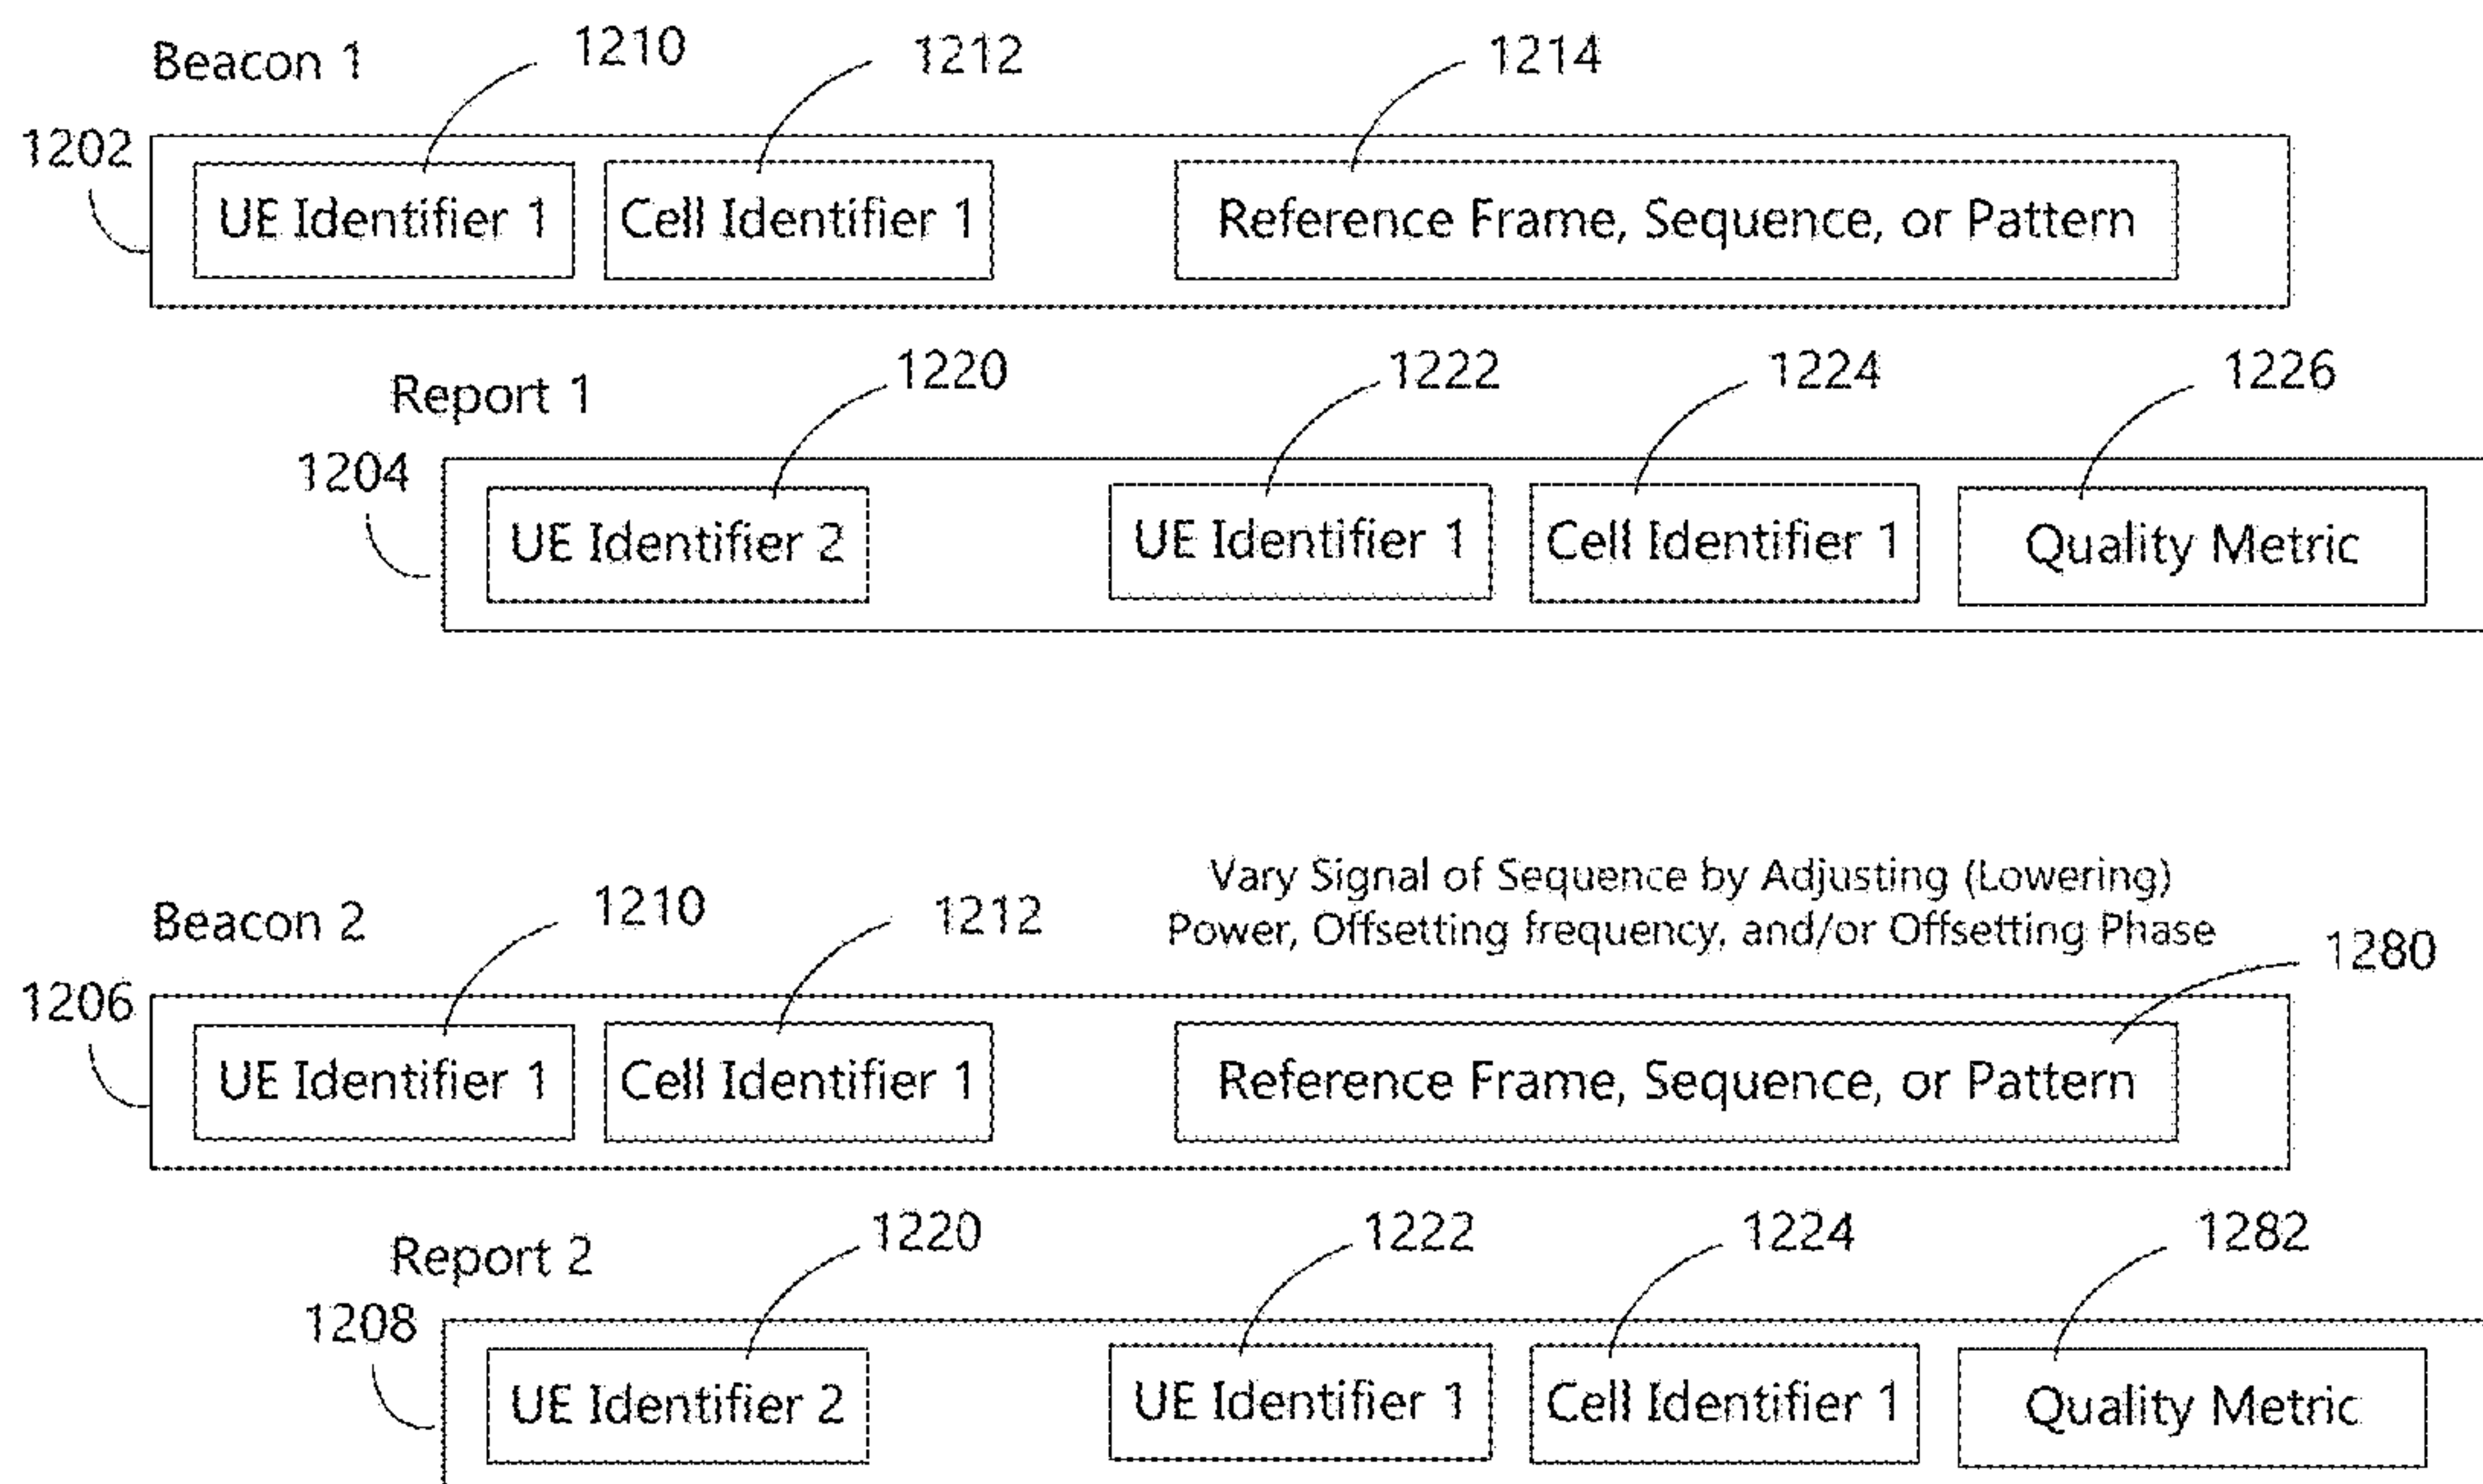 Beacon 1 1210 1212 1214
1202
UE Identifier 1 Cell Identifier 1 Reference Frame, Sequence, or Pattern
Report 1 1220 1222 1224 1226
1204
UE Identifier 2 UE Identifier 1 Cell Identifier 1 Quality Metric
Vary Signal of Sequence by Adjusting (Lowering)
Power, Offsetting frequency, and/or Offsetting Phase
Beacon 2 1210 1212 1280
1206
UE Identifier 1 Cell Identifier 1 Reference Frame, Sequence, or Pattern
Report 2 1220 1222 1224 1282
1208
UE Identifier 2 UE Identifier 1 Cell Identifier 1 Quality Metric